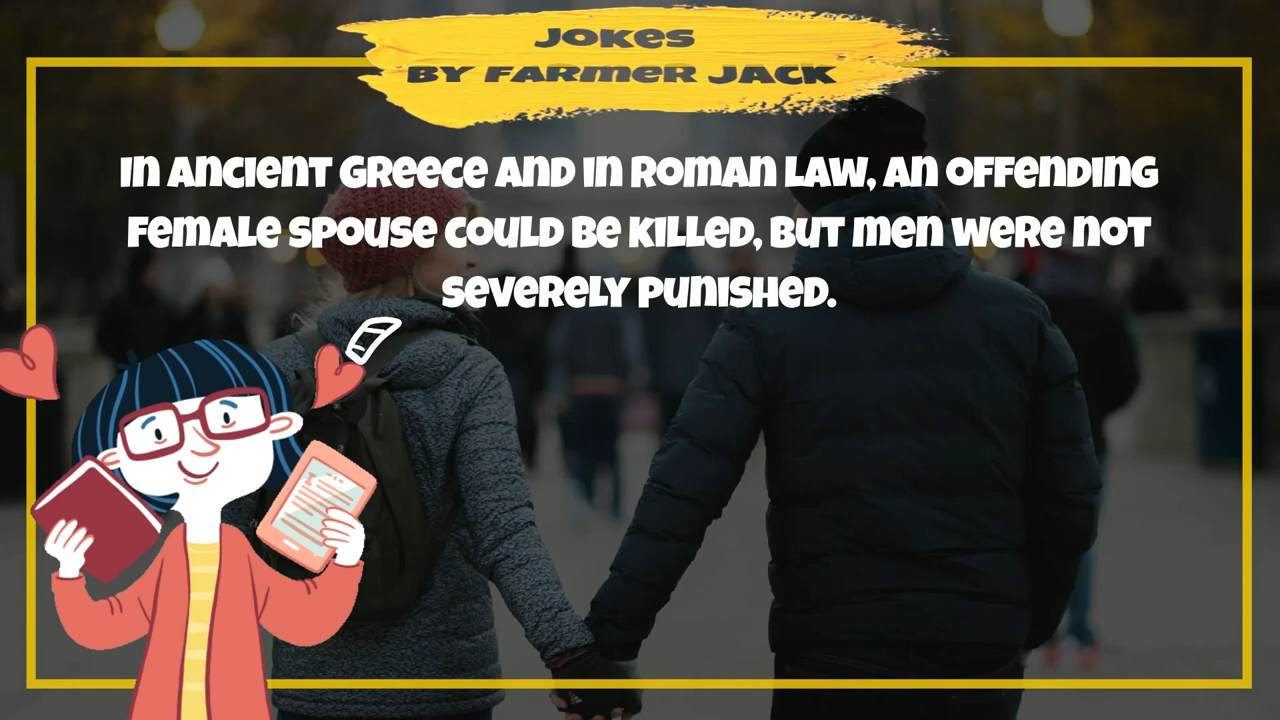 Jokes
by Farmer Jack
In ancient Greece and in Roman law, an offending
female spouse could be killed, but men were not
severely punished.